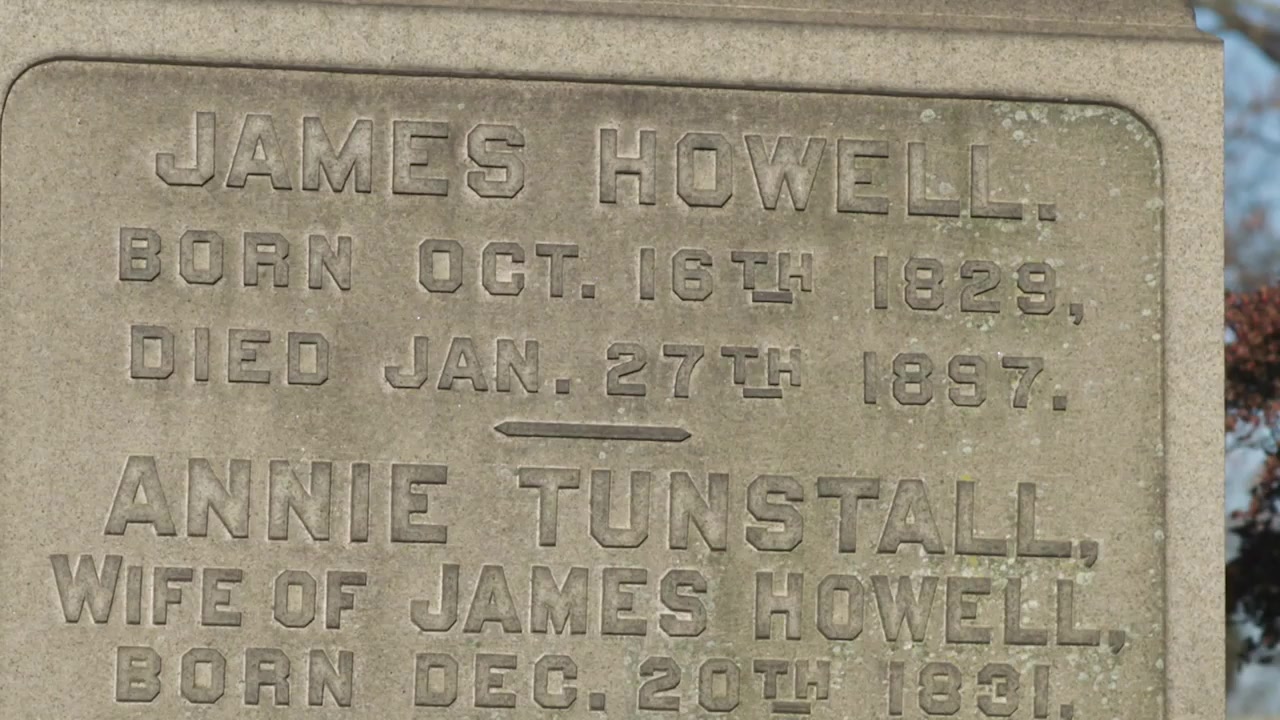 JAMES HOWELL.
BORN OCT. 16TH 1829,
DIED JAN. 27TH 1897.
ANNIE TUNSTALL,
WIFE OF JAMES HOWELL,
BORN DEC. 20TH 1831.